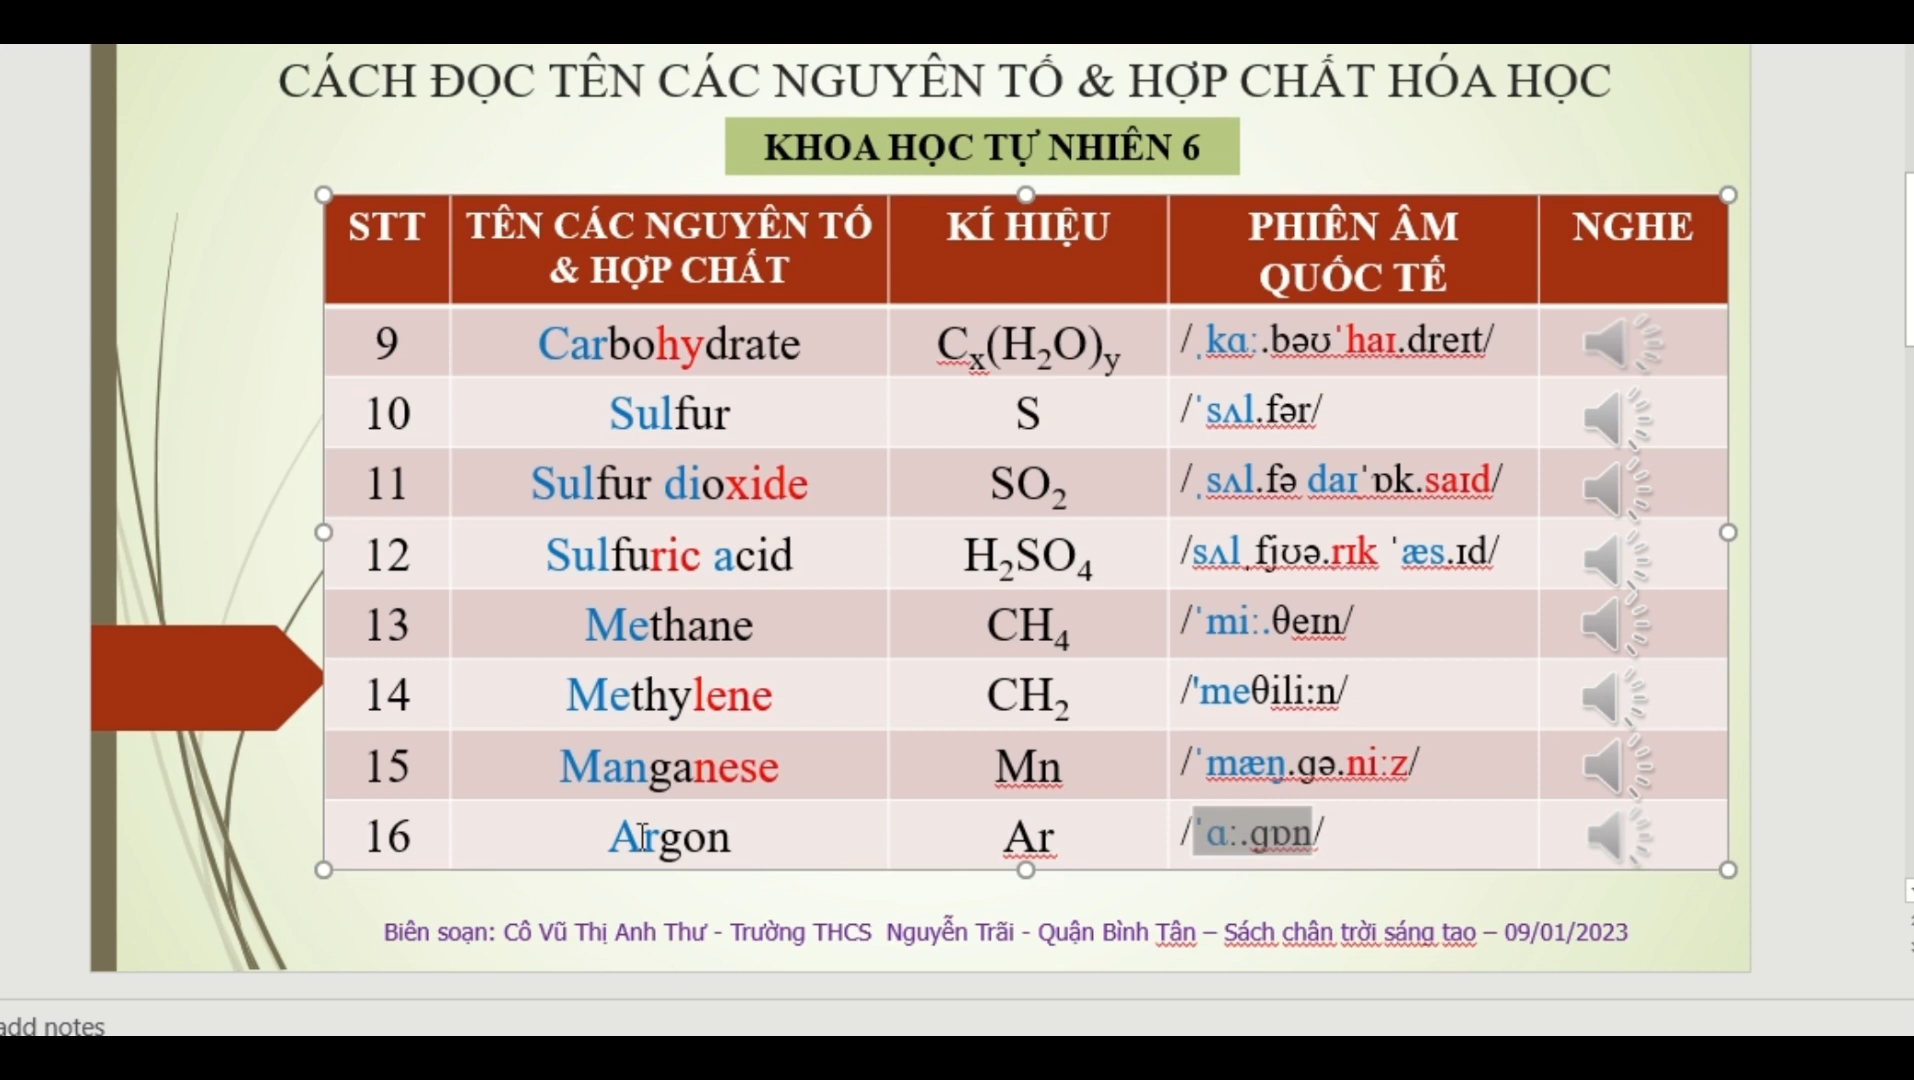 CÁCH ĐỌC TÊN CÁC NGUYÊN TỐ & HỢP CHẤT HÓA HỌC
KHOA HỌC TỰ NHIÊN 6
STT TÊN CÁC NGUYÊN TỐ & HỢP CHẤT KÍ HIỆU PHIÊN ÂM QUỐC TẾ NGHE
9 Carbohydrate Cₓ(H₂O)y /ˌkɑː.bəʊˈhaɪ.dreɪt/
10 Sulfur S /ˈsʌl.fər/
11 Sulfur dioxide SO₂ /ˌsʌl.fə daɪˈɒk.saɪd/
12 Sulfuric acid H₂SO₄ /sʌlˌfjʊə.rɪk ˈæs.ɪd/
13 Methane CH₄ /ˈmiː.θeɪn/
14 Methylene CH₂ /'meθili:n/
15 Manganese Mn /ˈmæŋ.ɡə.niːz/
16 Argon Ar /ˈɑː.ɡɒn/
Biên soạn: Cô Vũ Thị Anh Thư - Trường THCS Nguyễn Trãi - Quận Bình Tân – Sách chân trời sáng tạo – 09/01/2023
add notes